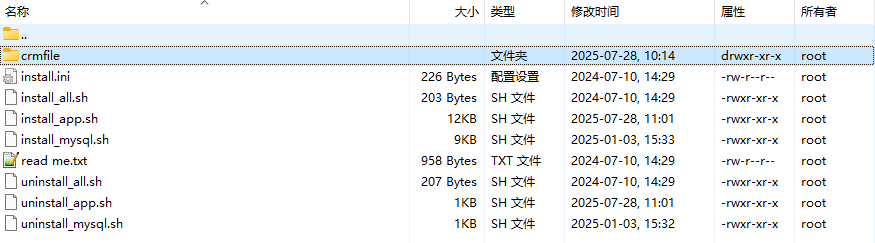 名称 大小 类型 修改时间 属性 所有者
..
crmfile 文件夹 2025-07-28, 10:14 drwxr-xr-x root
install.ini 226 Bytes 配置设置 2024-07-10, 14:29 -rw-r--r-- root
install_all.sh 203 Bytes SH 文件 2024-07-10, 14:29 -rwxr-xr-x root
install_app.sh 12KB SH 文件 2025-07-28, 11:01 -rwxr-xr-x root
install_mysql.sh 9KB SH 文件 2025-01-03, 15:33 -rwxr-xr-x root
read me.txt 958 Bytes TXT 文件 2024-07-10, 14:29 -rw-r--r-- root
uninstall_all.sh 207 Bytes SH 文件 2024-07-10, 14:29 -rwxr-xr-x root
uninstall_app.sh 1KB SH 文件 2025-07-28, 11:01 -rwxr-xr-x root
uninstall_mysql.sh 1KB SH 文件 2025-01-03, 15:32 -rwxr-xr-x root